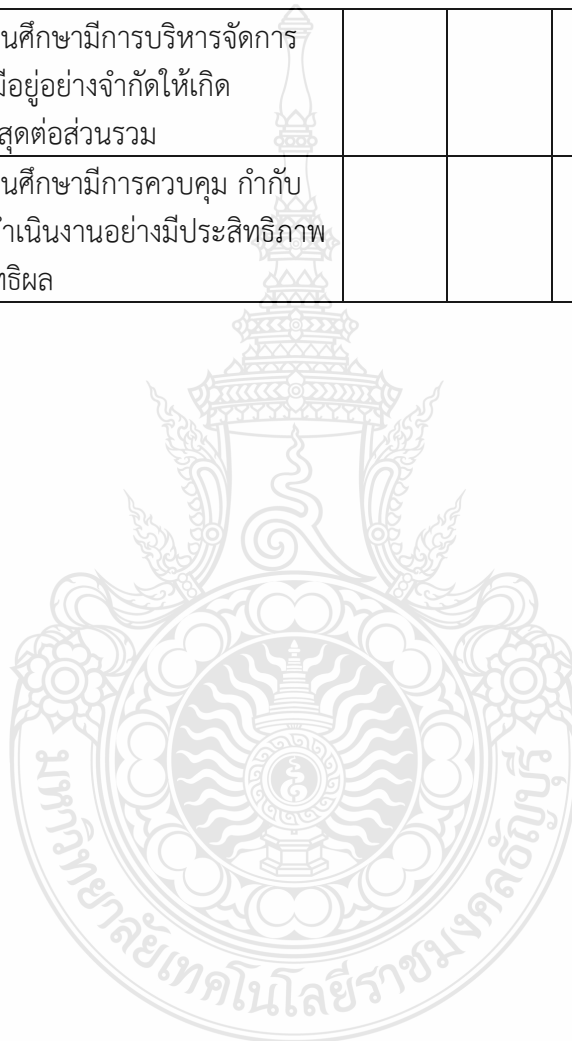 นศึกษามีการบริหารจัดการ
มีอยู่อย่างจำกัดให้เกิด
สุดต่อส่วนรวม
นศึกษามีการควบคุม กำกับ
ำเนินงานอย่างมีประสิทธิภาพ
ทธิผล
มหาวิทยาลัยเทคโนโลยีราชมงคลธัญบุรี